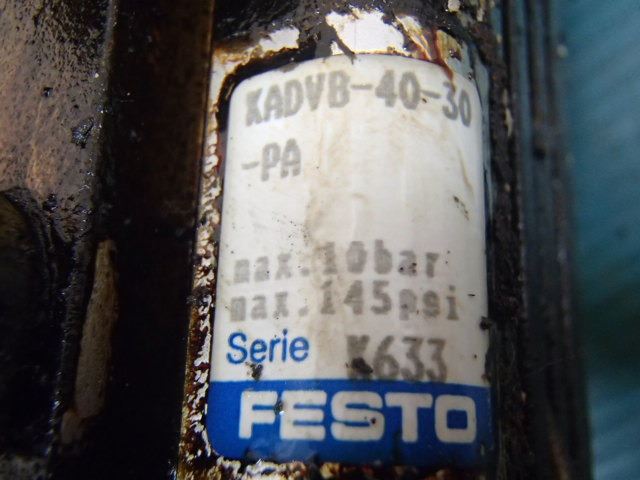 KADVB-40-30
-PA
max.10bar
max.145psi
Serie K633
FESTO